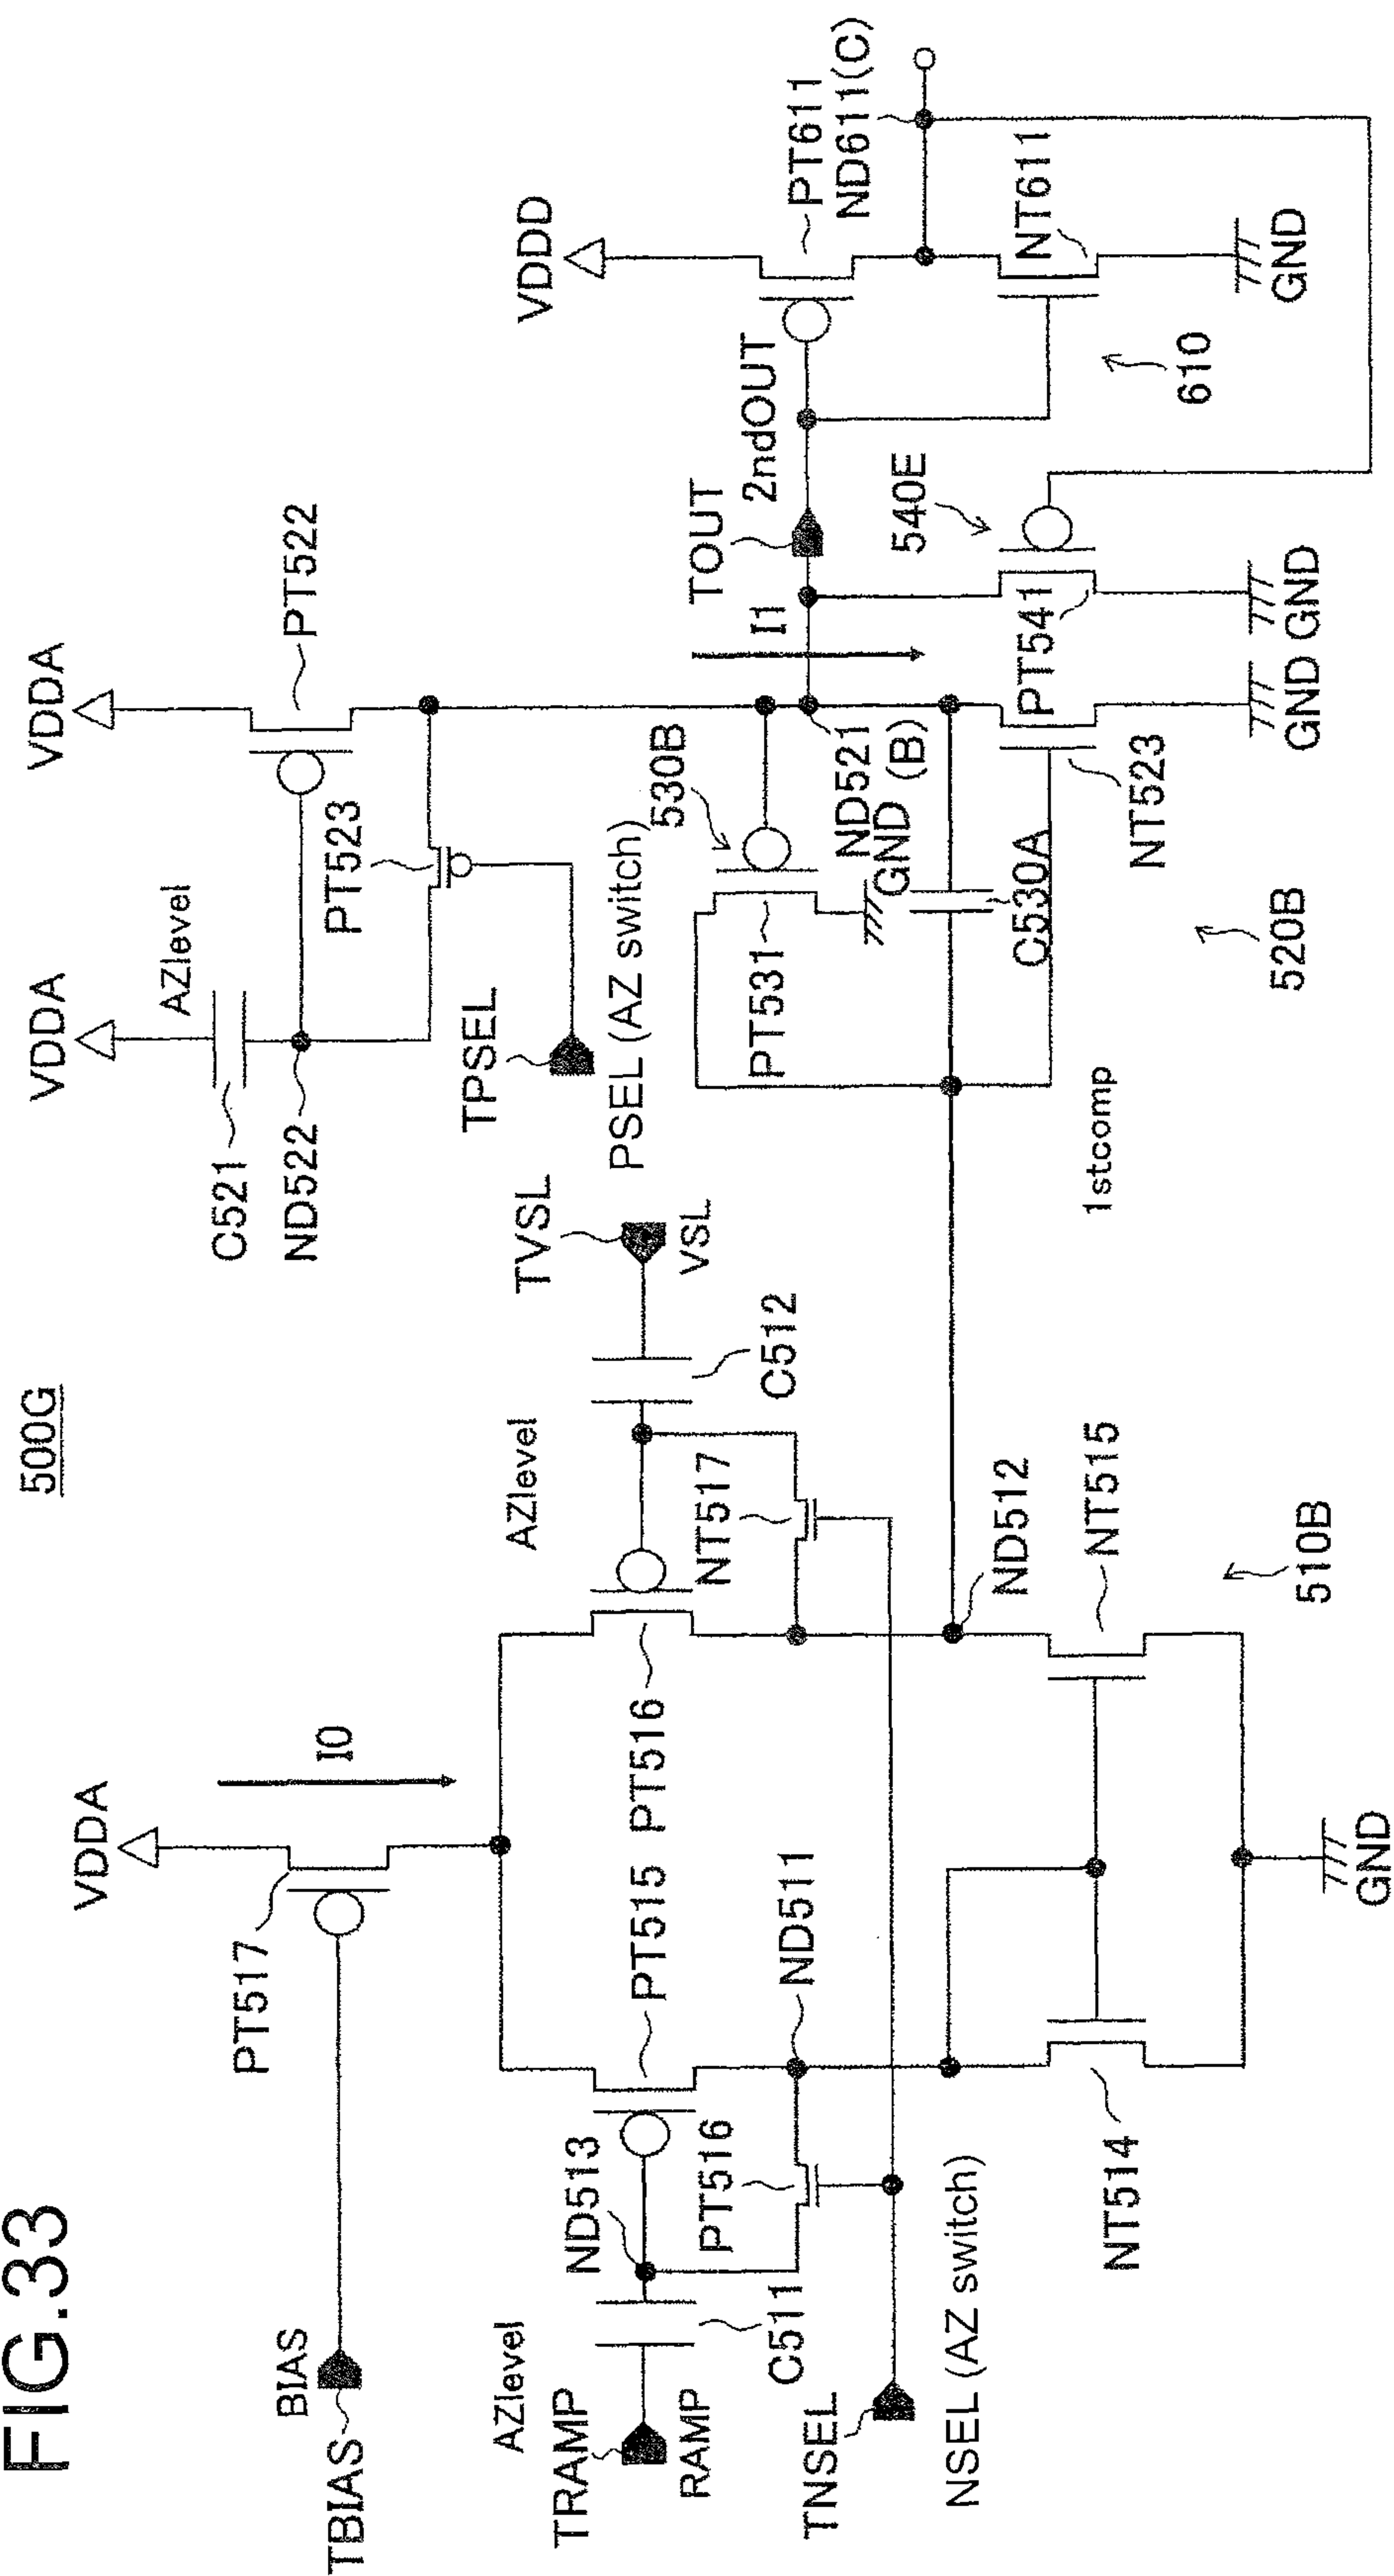 FIG.33
500G
VDDA
VDDA
VDDA
BIAS
TBIAS
PT517
I0
AZlevel
TRAMP
RAMP
ND513
PT516
C511
PT515
PT516
ND511
AZlevel
NT517
C512
TVSL
VSL
TNSEL
NSEL (AZ switch)
NT514
NT515
ND512
510B
GND
C521
ND522
AZlevel
PT523
PT522
TPSEL
PSEL (AZ switch)
530B
PT531
GND
ND521
(B)
C530A
1stcomp
NT523
520B
I1
TOUT
2ndOUT
540E
PT541
GND
GND
VDDD
PT611
ND611(C)
NT611
610
GND